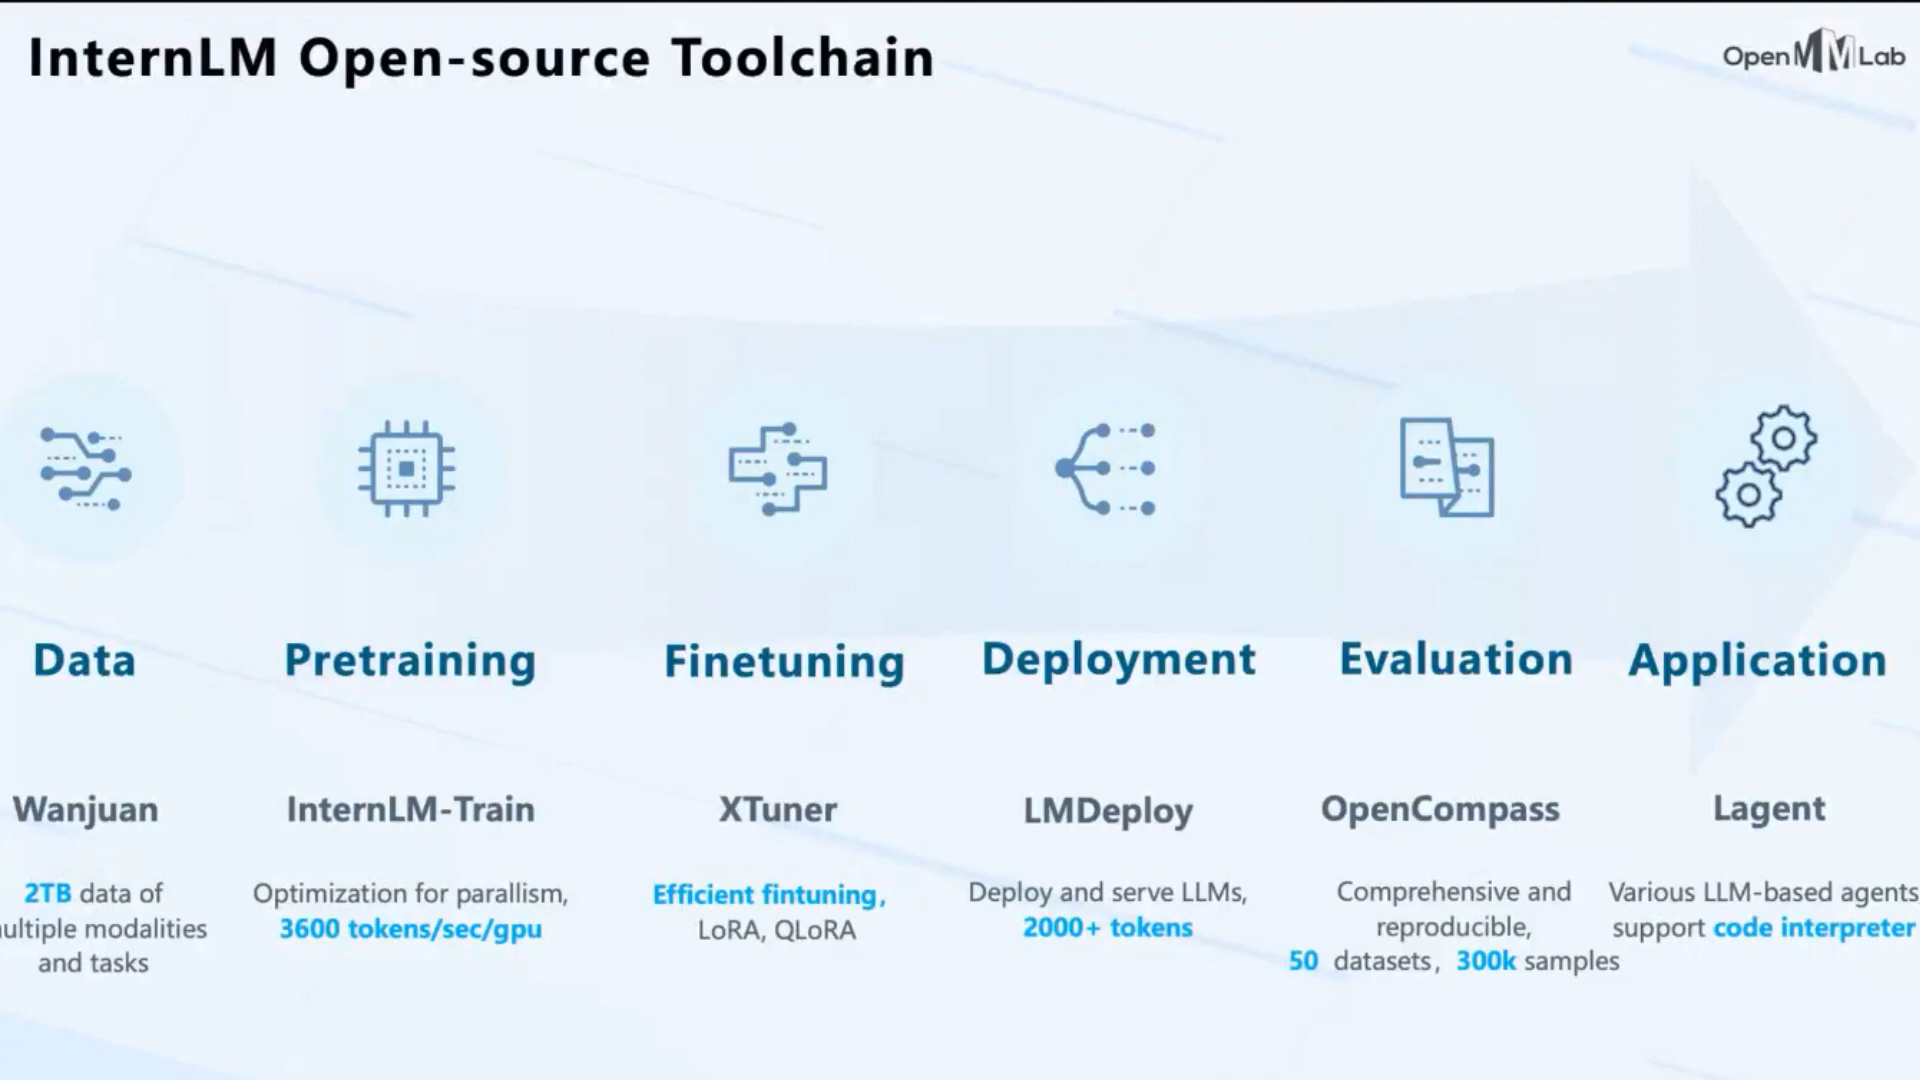 InternLM Open-source Toolchain
OpenMMLab
Data
Pretraining
Finetuning
Deployment
Evaluation
Application
Wanjuan
InternLM-Train
XTuner
LMDeploy
OpenCompass
Lagent
2TB data of
ultiple modalities
and tasks
Optimization for parallism,
3600 tokens/sec/gpu
Efficient fintuning,
LoRA, QLoRA
Deploy and serve LLMs,
2000+ tokens
Comprehensive and
reproducible,
50 datasets, 300k samples
Various LLM-based agents
support code interpreter